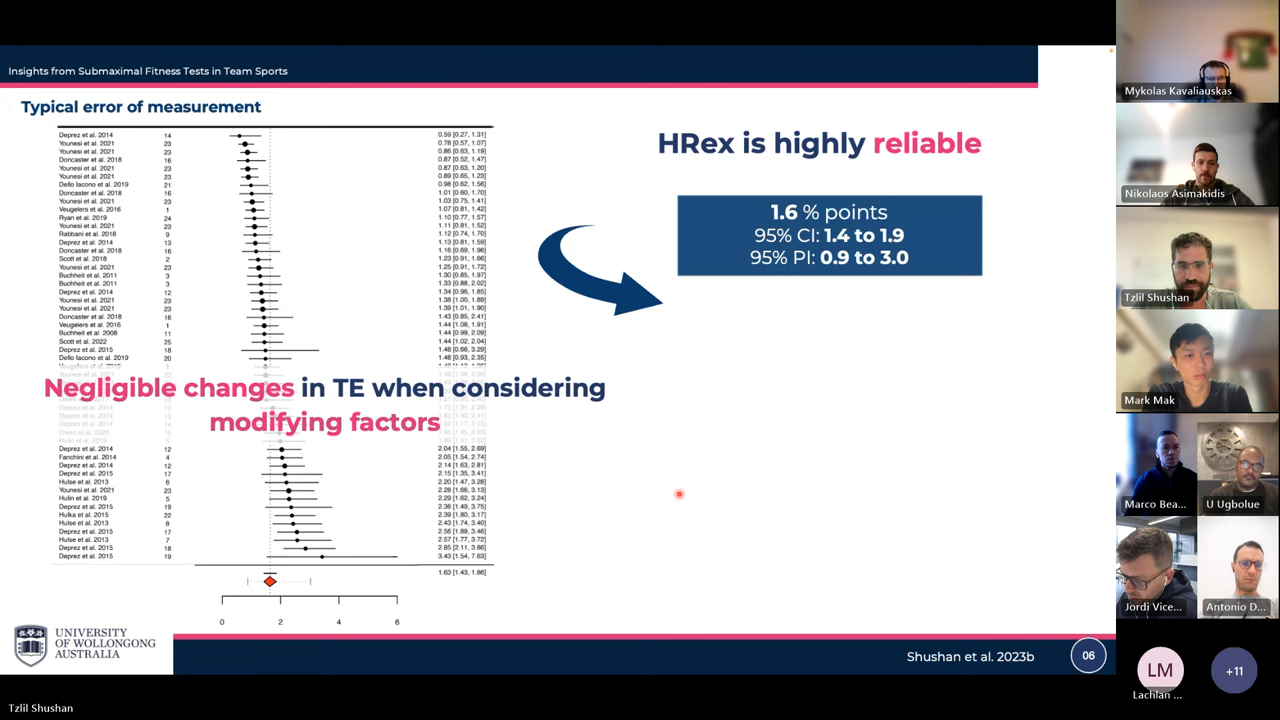 Insights from Submaximal Fitness Tests in Team Sports
Typical error of measurement
Deprez et al. 2014 14 0.59 [0.27, 1.31]
Younesi et al. 2021 23 0.78 [0.57, 1.07]
Younesi et al. 2021 23 0.86 [0.63, 1.19]
Doncaster et al. 2018 16 0.87 [0.52, 1.47]
Younesi et al. 2021 23 0.87 [0.63, 1.20]
Younesi et al. 2021 23 0.89 [0.65, 1.23]
Dello Iacono et al. 2019 21 0.98 [0.62, 1.56]
Doncaster et al. 2018 16 1.01 [0.60, 1.70]
Younesi et al. 2021 23 1.03 [0.75, 1.41]
Veugelers et al. 2016 1 1.07 [0.81, 1.42]
Ryan et al. 2019 24 1.10 [0.77, 1.57]
Younesi et al. 2021 23 1.11 [0.81, 1.52]
Rabbani et al. 2018 9 1.12 [0.74, 1.70]
Deprez et al. 2014 13 1.13 [0.81, 1.59]
Doncaster et al. 2018 16 1.16 [0.69, 1.96]
Scott et al. 2018 2 1.23 [0.91, 1.66]
Younesi et al. 2021 23 1.25 [0.91, 1.72]
Buchheit et al. 2011 3 1.30 [0.85, 1.97]
Buchheit et al. 2011 3 1.33 [0.88, 2.02]
Deprez et al. 2014 12 1.34 [0.96, 1.85]
Younesi et al. 2021 23 1.38 [1.00, 1.89]
Younesi et al. 2021 23 1.39 [1.01, 1.90]
Doncaster et al. 2018 16 1.43 [0.85, 2.41]
Veugelers et al. 2016 1 1.44 [1.08, 1.91]
Buchheit et al. 2008 11 1.44 [0.99, 2.09]
Scott et al. 2022 25 1.44 [1.02, 2.04]
Deprez et al. 2015 18 1.48 [0.66, 3.29]
Dello Iacono et al. 2019 20 1.48 [0.93, 2.35]
Negligible changes in TE when considering
modifying factors
Deprez et al. 2014 12 2.04 [1.55, 2.69]
Fanchini et al. 2014 4 2.05 [1.54, 2.74]
Deprez et al. 2014 12 2.14 [1.63, 2.81]
Deprez et al. 2015 17 2.15 [1.35, 3.41]
Hulse et al. 2013 6 2.20 [1.47, 3.28]
Younesi et al. 2021 23 2.28 [1.66, 3.13]
Hulin et al. 2019 5 2.29 [1.62, 3.24]
Deprez et al. 2015 19 2.36 [1.49, 3.75]
Hulka et al. 2015 22 2.39 [1.80, 3.17]
Hulse et al. 2013 8 2.43 [1.74, 3.40]
Deprez et al. 2015 17 2.56 [1.89, 3.46]
Hulse et al. 2013 7 2.57 [1.77, 3.72]
Deprez et al. 2015 18 2.85 [2.11, 3.86]
Deprez et al. 2015 19 3.43 [1.54, 7.63]
1.63 [1.43, 1.86]
0 2 4 6
HRex is highly reliable
1.6 % points
95% CI: 1.4 to 1.9
95% PI: 0.9 to 3.0
UNIVERSITY
OF WOLLONGONG
AUSTRALIA
Shushan et al. 2023b
06
Tzlil Shushan
Mykolas Kavaliauskas
Nikolaos Asimakidis
Tzlil Shushan
Mark Mak
Marco Bea...
U Ugbolue
Jordi Vice...
Antonio D...
LM
Lachlan ...
+11